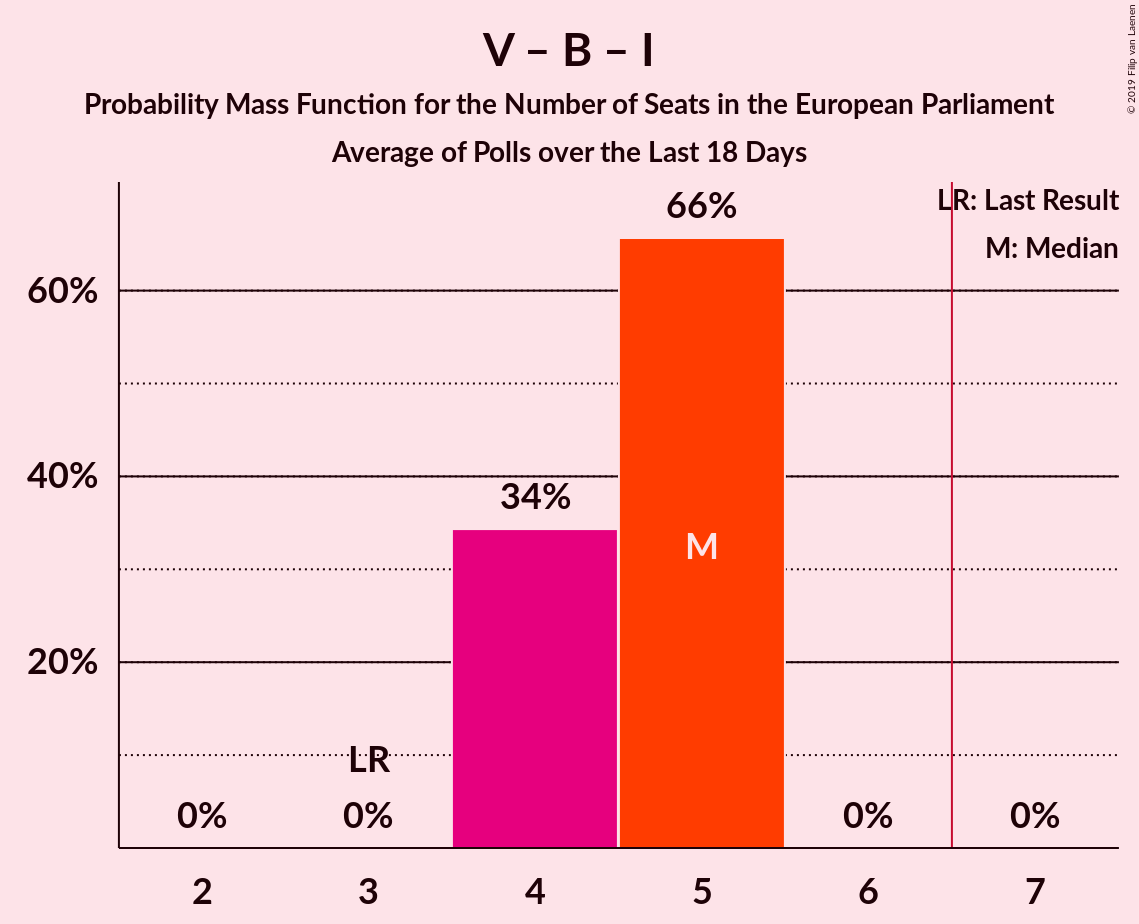 V – B – I
Probability Mass Function for the Number of Seats in the European Parliament
Average of Polls over the Last 18 Days
© 2019 Filip van Laenen
LR: Last Result
M: Median
66%
60%
40%
34%
M
20%
LR
0% 0% 0% 0%
2 3 4 5 6 7